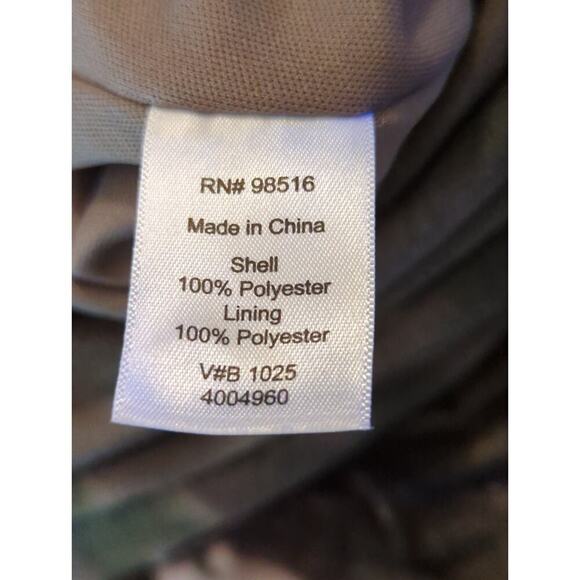 RN# 98516
Made in China
Shell
100% Polyester
Lining
100% Polyester
V#B 1025
4004960